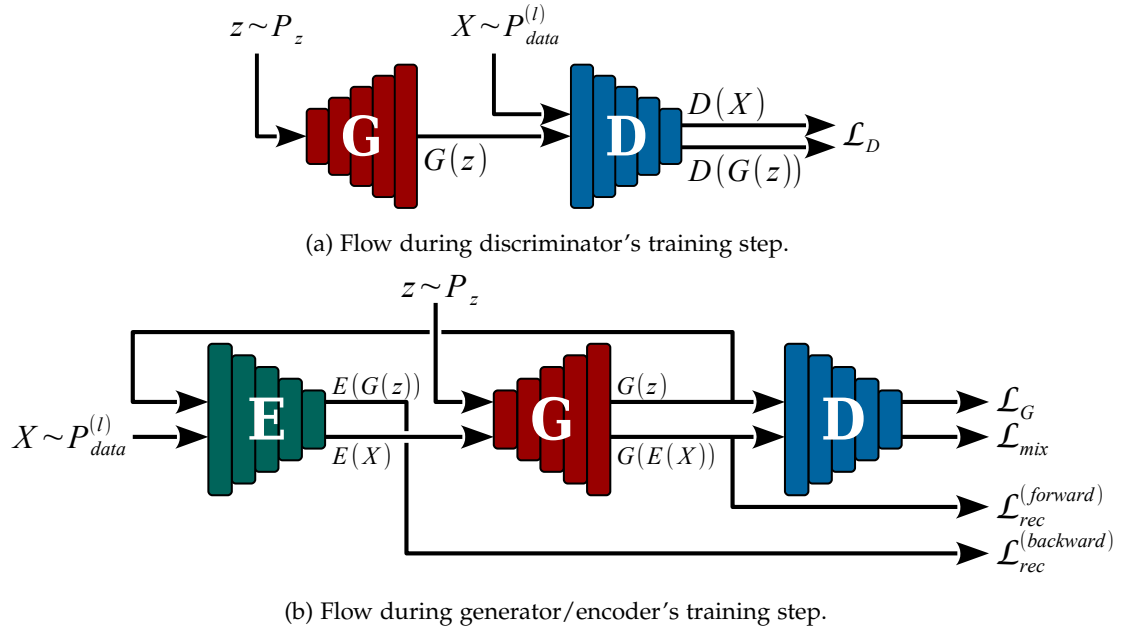 z ~ P_z
X ~ P_data^(l)
G
D
G(z)
D(X)
D(G(z))
ℒ_D
(a) Flow during discriminator's training step.
z ~ P_z
E
G
D
E(G(z))
G(z)
ℒ_G
X ~ P_data^(l)
E(X)
G(E(X))
ℒ_mix
ℒ_rec^(forward)
ℒ_rec^(backward)
(b) Flow during generator/encoder's training step.